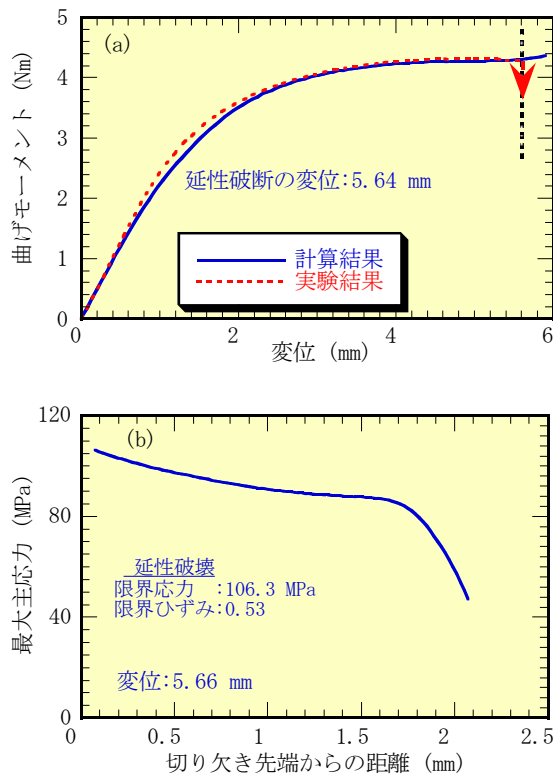 5
(a)
4
3
2
1
0
曲げモーメント (Nm)
延性破断の変位:5.64 mm
計算結果
実験結果
0
2
4
6
変位 (mm)
120
(b)
80
40
0
最大主応力 (MPa)
延性破壊
限界応力 :106.3 MPa
限界ひずみ:0.53
変位:5.66 mm
0
0.5
1
1.5
2
2.5
切り欠き先端からの距離 (mm)